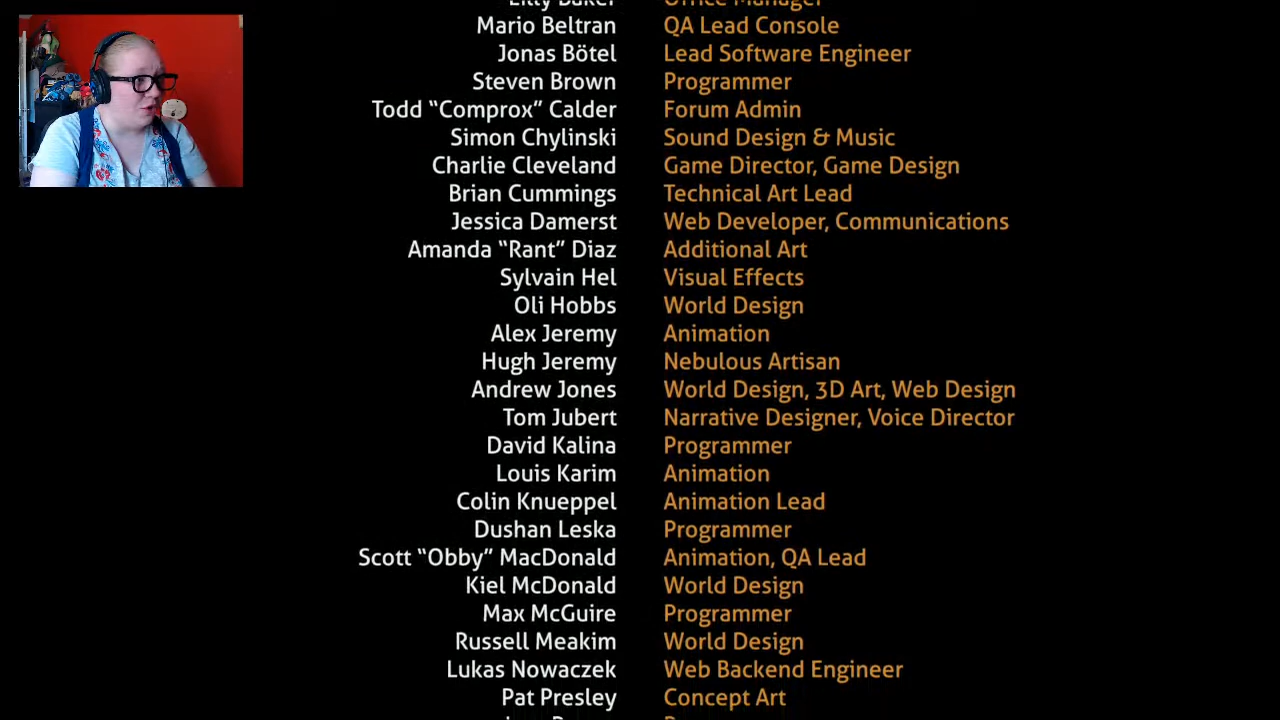 Lilly Baker Office Manager
Mario Beltran QA Lead Console
Jonas Bötel Lead Software Engineer
Steven Brown Programmer
Todd “Comprox” Calder Forum Admin
Simon Chylinski Sound Design & Music
Charlie Cleveland Game Director, Game Design
Brian Cummings Technical Art Lead
Jessica Damerst Web Developer, Communications
Amanda “Rant” Diaz Additional Art
Sylvain Hel Visual Effects
Oli Hobbs World Design
Alex Jeremy Animation
Hugh Jeremy Nebulous Artisan
Andrew Jones World Design, 3D Art, Web Design
Tom Jubert Narrative Designer, Voice Director
David Kalina Programmer
Louis Karim Animation
Colin Knueppel Animation Lead
Dushan Leska Programmer
Scott “Obby” MacDonald Animation, QA Lead
Kiel McDonald World Design
Max McGuire Programmer
Russell Meakim World Design
Lukas Nowaczek Web Backend Engineer
Pat Presley Concept Art